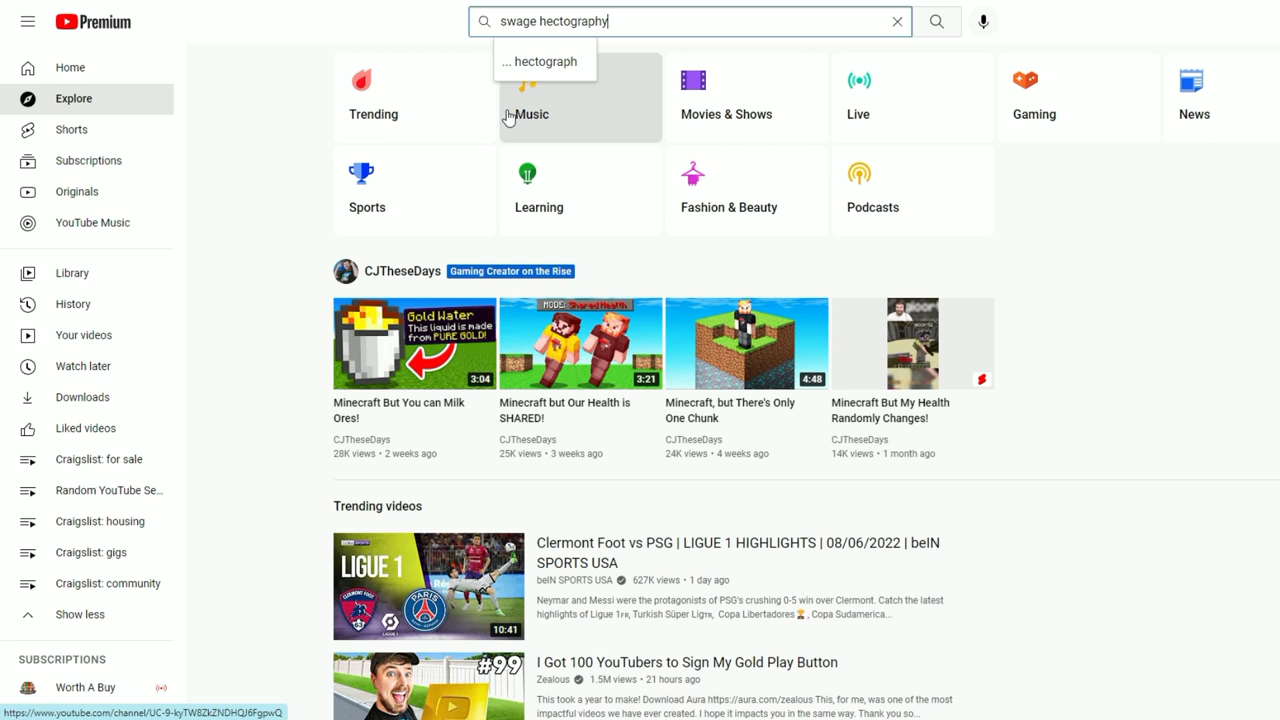 Premium
swage hectography
... hectograph
Home
Explore
Shorts
Subscriptions
Originals
YouTube Music
Library
History
Your videos
Watch later
Downloads
Liked videos
Craigslist: for sale
Random YouTube Se...
Craigslist: housing
Craigslist: gigs
Craigslist: community
Show less
SUBSCRIPTIONS
Worth A Buy
https://www.youtube.com/channel/UC-9-kyTW8ZkZNDHQJ6FgpwQ
Trending
Music
Movies & Shows
Live
Gaming
News
Sports
Learning
Fashion & Beauty
Podcasts
CJTheseDays Gaming Creator on the Rise
Gold Water
This liquid is made
from PURE GOLD!
3:04
MODE: Shared Health
3:21
4:48
Minecraft But You can Milk
Ores!
CJTheseDays
28K views • 2 weeks ago
Minecraft but Our Health is
SHARED!
CJTheseDays
25K views • 3 weeks ago
Minecraft, but There's Only
One Chunk
CJTheseDays
24K views • 4 weeks ago
Minecraft But My Health
Randomly Changes!
CJTheseDays
14K views • 1 month ago
Trending videos
LIGUE 1
PARIS
10:41
Clermont Foot vs PSG | LIGUE 1 HIGHLIGHTS | 08/06/2022 | beIN
SPORTS USA
beIN SPORTS USA 627K views • 1 day ago
Neymar and Messi were the protagonists of PSG's crushing 0-5 win over Clermont. Catch the latest
highlights of Ligue 1🇫🇷, Turkish Süper Lig🇹🇷, Copa Libertadores🏆, Copa Sudamerica...
#99
I Got 100 YouTubers to Sign My Gold Play Button
Zealous 1.5M views • 21 hours ago
This took a year to make! Download Aura https://aura.com/zealous This, for me, was one of the most
impactful videos we have ever created. I hope it impacts you in the same way. Thank you so...